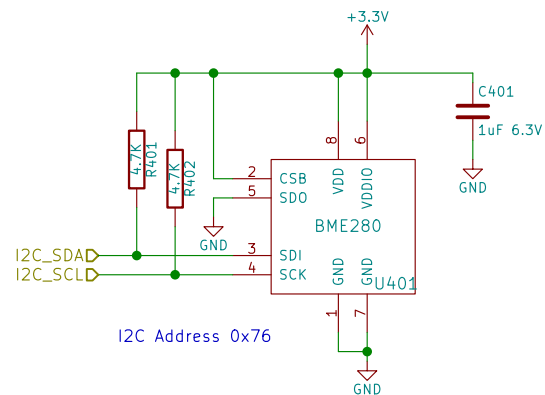 +3.3V
C401
1uF 6.3V
GND
4.7K
R401
4.7K
R402
8
6
2
CSB
VDD
VDDIO
5
SDO
BME280
GND
I2C_SDA
3
SDI
I2C_SCL
4
SCK
GND
GND
U401
1
7
I2C Address 0x76
GND